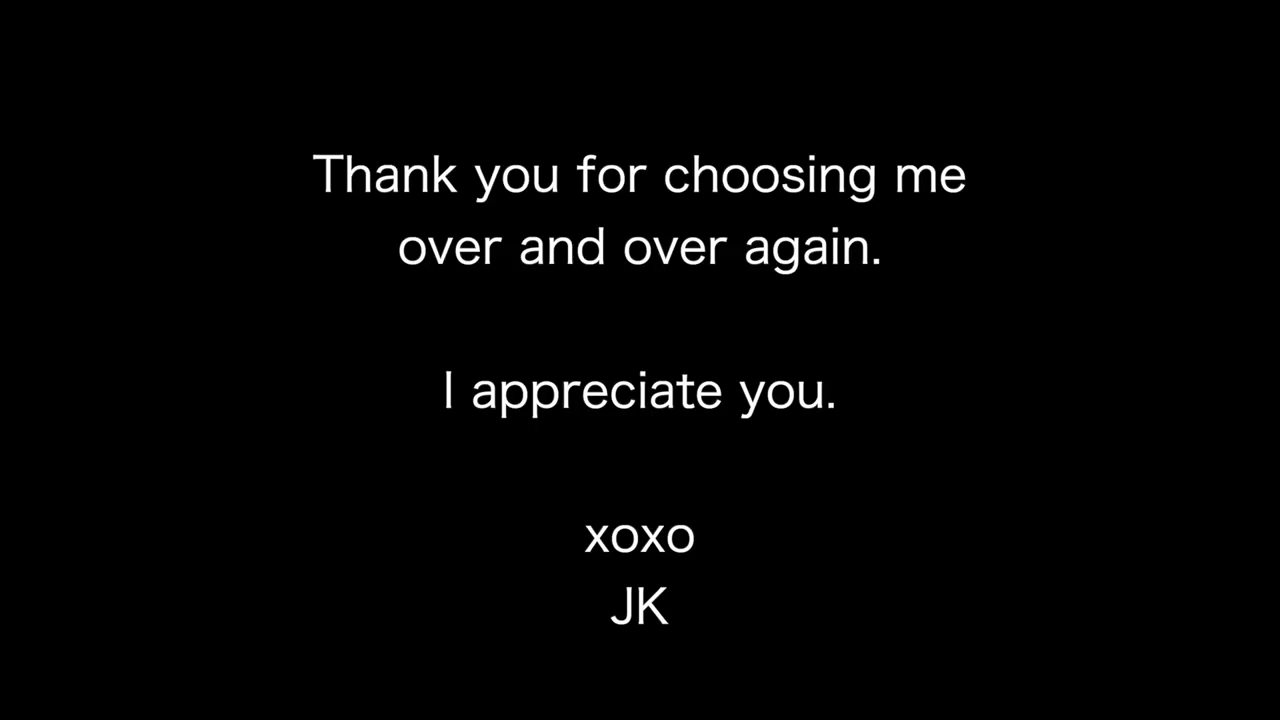 Thank you for choosing me
over and over again.
I appreciate you.
xoxo
JK